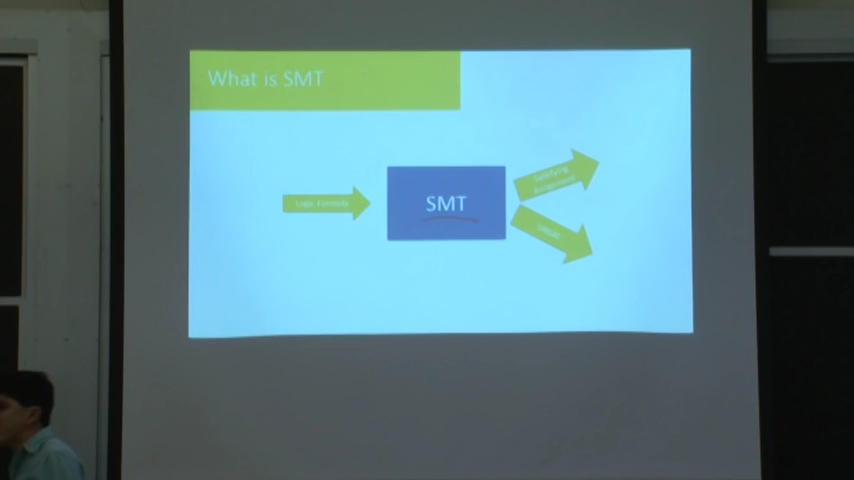 What is SMT
Logic Formula
SMT
Satisfying
Assignment
UNSAT